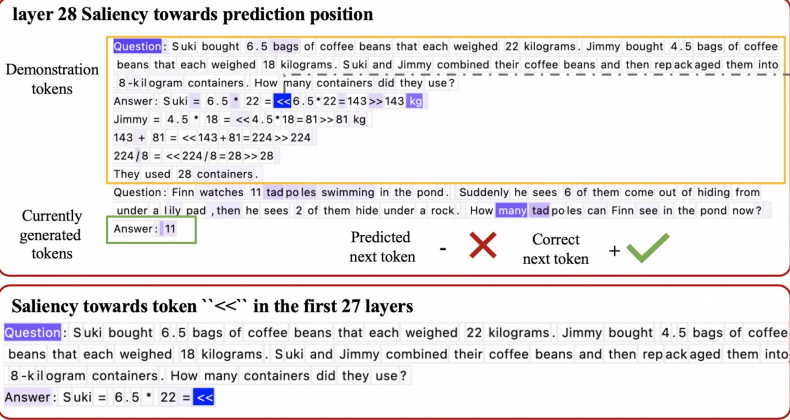 layer 28 Saliency towards prediction position
Demonstration tokens
Question: Suki bought 6.5 bags of coffee beans that each weighed 22 kilograms. Jimmy bought 4.5 bags of coffee
beans that each weighed 18 kilograms. Suki and Jimmy combined their coffee beans and then repackaged them into
8-kilogram containers. How many containers did they use?
Answer: Suki = 6.5 * 22 = <<6.5*22=143>>143 kg
Jimmy = 4.5 * 18 = <<4.5*18=81>>81 kg
143 + 81 = <<143+81=224>>224
224/8 = <<224/8=28>>28
They used 28 containers.
Question: Finn watches 11 tadpoles swimming in the pond. Suddenly he sees 6 of them come out of hiding from
under a lily pad ,then he sees 2 of them hide under a rock. How many tadpoles can Finn see in the pond now?
Currently generated tokens
Answer: 11
Predicted next token -
Correct next token +
Saliency towards token ``<<`` in the first 27 layers
Question: Suki bought 6.5 bags of coffee beans that each weighed 22 kilograms. Jimmy bought 4.5 bags of coffee
beans that each weighed 18 kilograms. Suki and Jimmy combined their coffee beans and then repackaged them into
8-kilogram containers. How many containers did they use?
Answer: Suki = 6.5 * 22 = <<